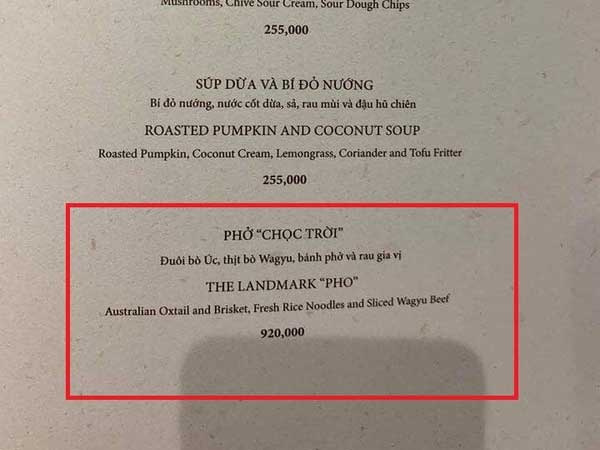 Mushrooms, Chive Sour Cream, Sour Dough Chips
255,000
SÚP DỪA VÀ BÍ ĐỎ NƯỚNG
Bí đỏ nướng, nước cốt dừa, sả, rau mùi và đậu hũ chiên
ROASTED PUMPKIN AND COCONUT SOUP
Roasted Pumpkin, Coconut Cream, Lemongrass, Coriander and Tofu Fritter
255,000
PHỞ “CHỌC TRỜI”
Đuôi bò Úc, thịt bò Wagyu, bánh phở và rau gia vị
THE LANDMARK “PHO”
Australian Oxtail and Brisket, Fresh Rice Noodles and Sliced Wagyu Beef
920,000